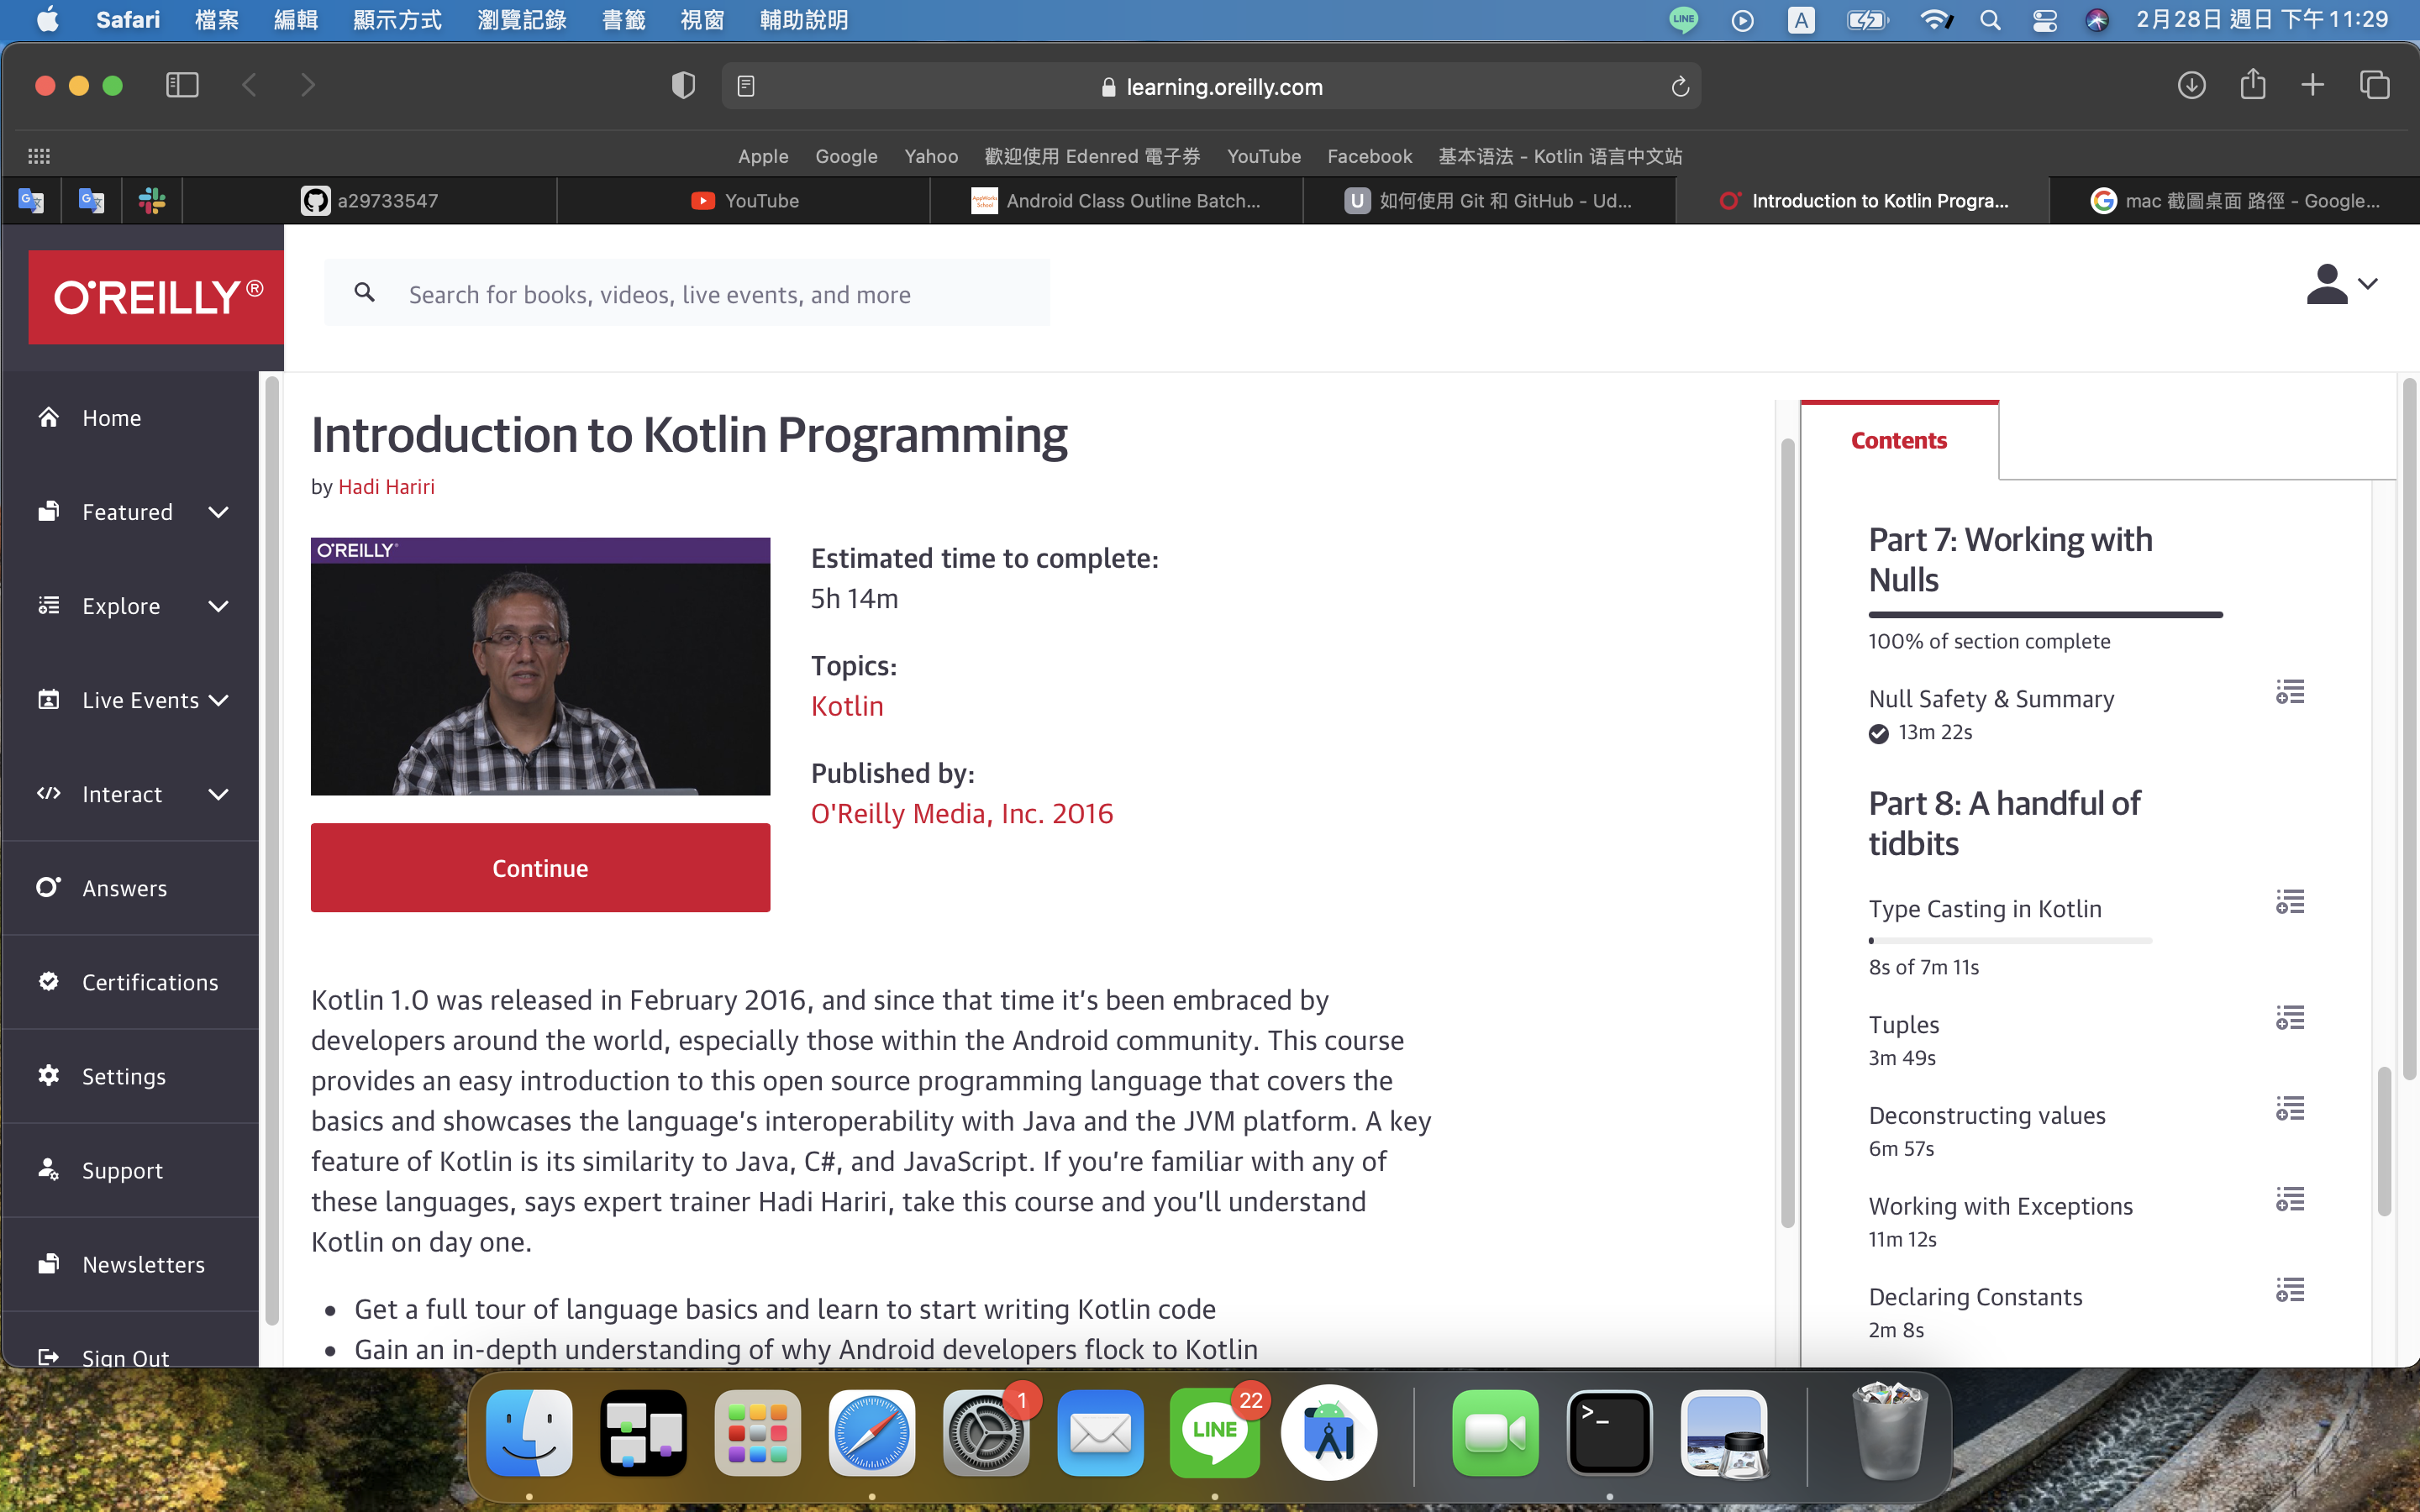 Safari 檔案 編輯 顯示方式 瀏覽記錄 書籤 視窗 輔助說明 LINE A 2月28日 週日 下午 11:29
learning.oreilly.com
Apple Google Yahoo 歡迎使用 Edenred 電子券 YouTube Facebook 基本语法 - Kotlin 语言中文站
a29733547 YouTube Android Class Outline Batch... U 如何使用 Git 和 GitHub - Ud... Introduction to Kotlin Progra... mac 截圖桌面 路徑 - Google...
O'REILLY®
Search for books, videos, live events, and more
Home
Featured
Explore
Live Events
Interact
Answers
Certifications
Settings
Support
Newsletters
Sign Out
Introduction to Kotlin Programming
by Hadi Hariri
O'REILLY®
Continue
Estimated time to complete:
5h 14m
Topics:
Kotlin
Published by:
O'Reilly Media, Inc. 2016
Kotlin 1.0 was released in February 2016, and since that time it’s been embraced by
developers around the world, especially those within the Android community. This course
provides an easy introduction to this open source programming language that covers the
basics and showcases the language’s interoperability with Java and the JVM platform. A key
feature of Kotlin is its similarity to Java, C#, and JavaScript. If you’re familiar with any of
these languages, says expert trainer Hadi Hariri, take this course and you’ll understand
Kotlin on day one.
• Get a full tour of language basics and learn to start writing Kotlin code
• Gain an in-depth understanding of why Android developers flock to Kotlin
Contents
Part 7: Working with
Nulls
100% of section complete
Null Safety & Summary
13m 22s
Part 8: A handful of
tidbits
Type Casting in Kotlin
8s of 7m 11s
Tuples
3m 49s
Deconstructing values
6m 57s
Working with Exceptions
11m 12s
Declaring Constants
2m 8s
1
LINE 22
>_